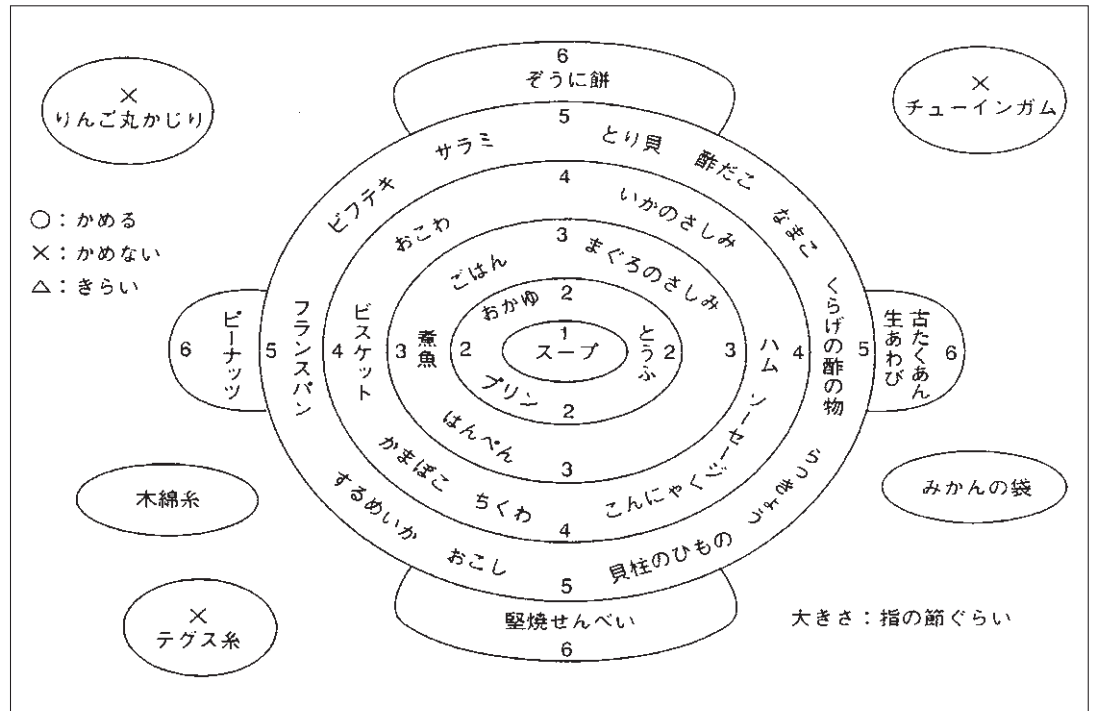 6
ぞうに餅
×
りんご丸かじり
×
チューインガム
○：かめる
×：かめない
△：きらい
5
サラミ
ビフテキ
とり貝
酢だこ
なまこ
くらげの酢の物
らっきょう
貝柱のひもの
5
おこし
するめいか
フランスパン
5
5
4
おこわ
いかのさしみ
ハム
ソーセージ
こんにゃく
4
ちくわ
かまぼこ
ビスケット
4
4
3
ごはん
まぐろのさしみ
3
3
はんぺん
煮魚
3
2
おかゆ
とうふ
2
2
プリン
2
1
スープ
6
ピーナッツ
古たくあん
生あわび
6
木綿糸
みかんの袋
×
テグス糸
堅焼せんべい
6
大きさ：指の節ぐらい